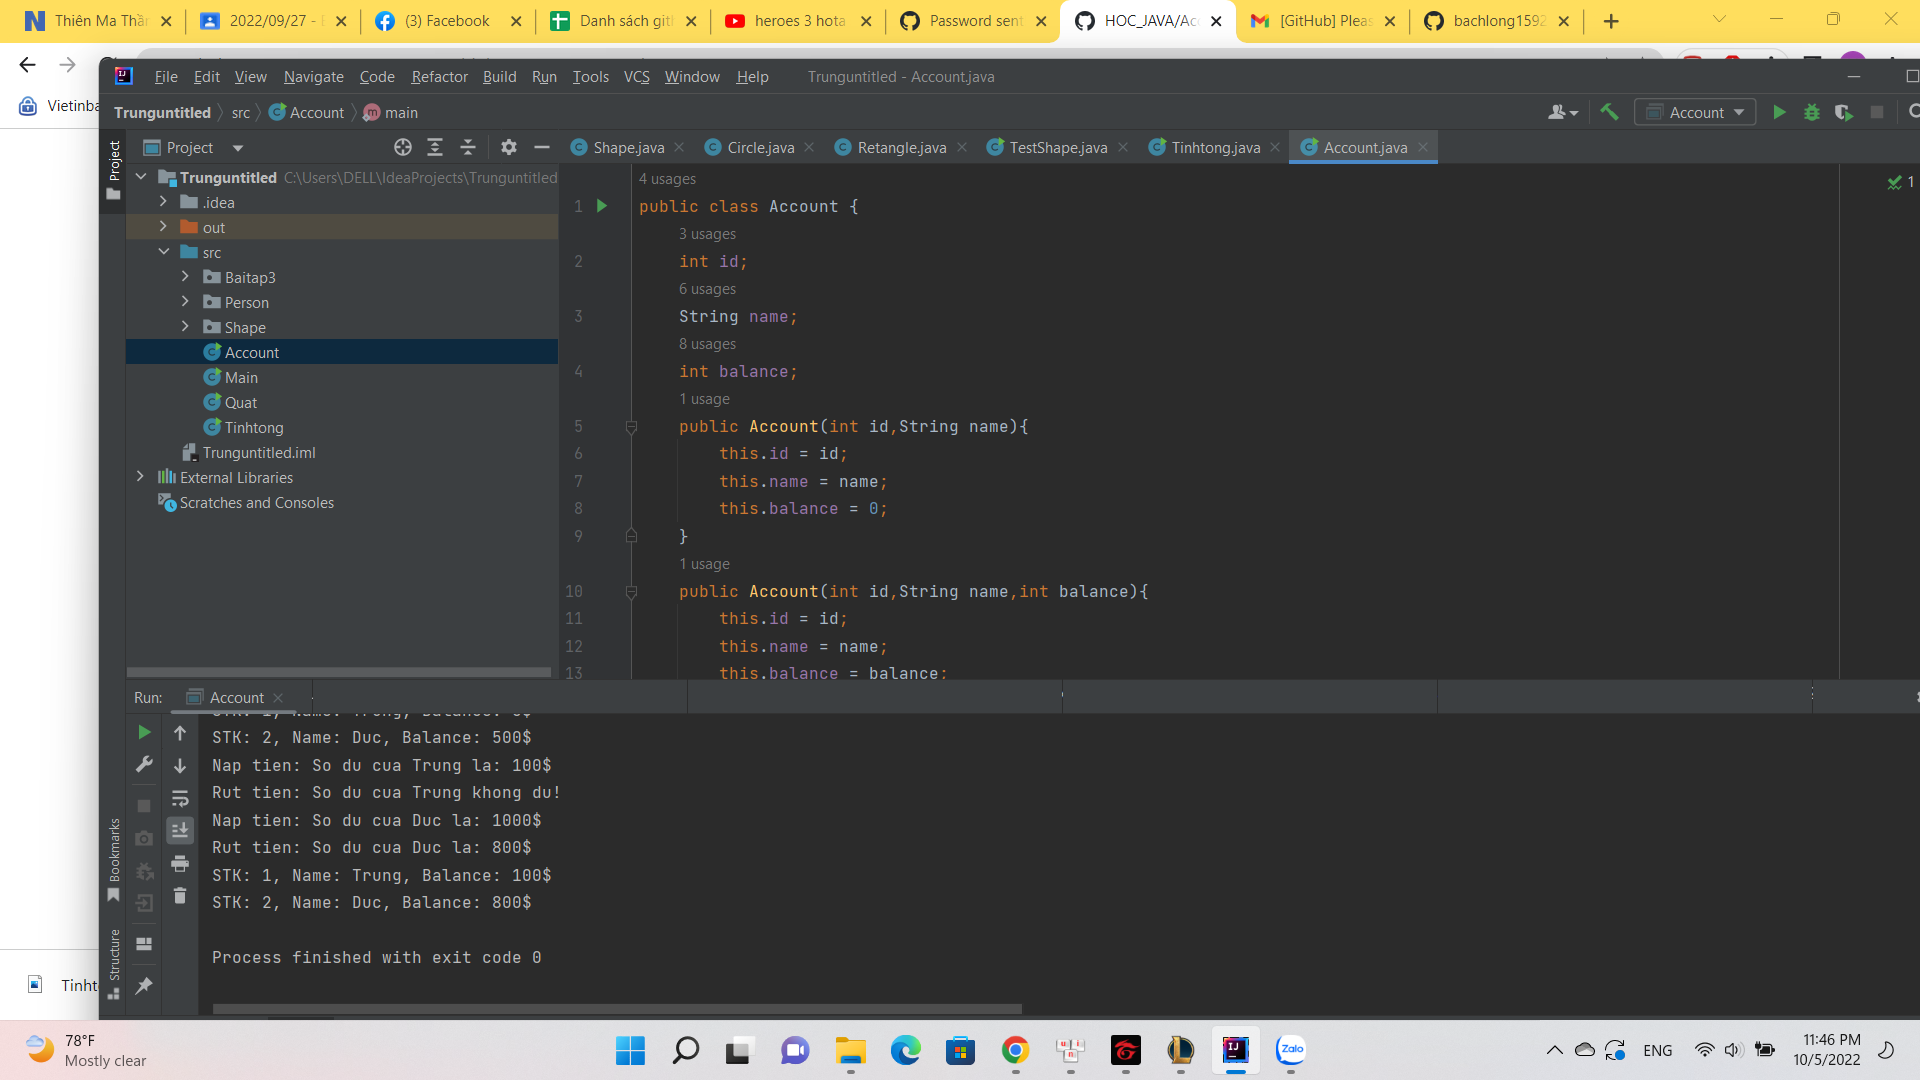 Thiên Ma Thầ
2022/09/27 -
(3) Facebook
Danh sách git
heroes 3 hota
Password sent
HOC_JAVA/Ac
[GitHub] Pleas
bachlong1592
Vietinba
File Edit View Navigate Code Refactor Build Run Tools VCS Window Help Trunguntitled - Account.java
Trunguntitled src Account main
Account
Project
Project
Shape.java Circle.java Retangle.java TestShape.java Tinhtong.java Account.java
Trunguntitled C:\Users\DELL\IdeaProjects\Trunguntitled
.idea
out
src
Baitap3
Person
Shape
Account
Main
Quat
Tinhtong
Trunguntitled.iml
External Libraries
Scratches and Consoles
4 usages
1 public class Account {
3 usages
2 int id;
6 usages
3 String name;
8 usages
4 int balance;
1 usage
5 public Account(int id,String name){
6 this.id = id;
7 this.name = name;
8 this.balance = 0;
9 }
1 usage
10 public Account(int id,String name,int balance){
11 this.id = id;
12 this.name = name;
13 this.balance = balance;
1
Run: Account
STK: 1, Name: Trung, Balance: 0$
STK: 2, Name: Duc, Balance: 500$
Nap tien: So du cua Trung la: 100$
Rut tien: So du cua Trung khong du!
Nap tien: So du cua Duc la: 1000$
Rut tien: So du cua Duc la: 800$
STK: 1, Name: Trung, Balance: 100$
STK: 2, Name: Duc, Balance: 800$
Process finished with exit code 0
Bookmarks
Structure
Tinht
78°F
Mostly clear
Zalo
ENG
11:46 PM
10/5/2022